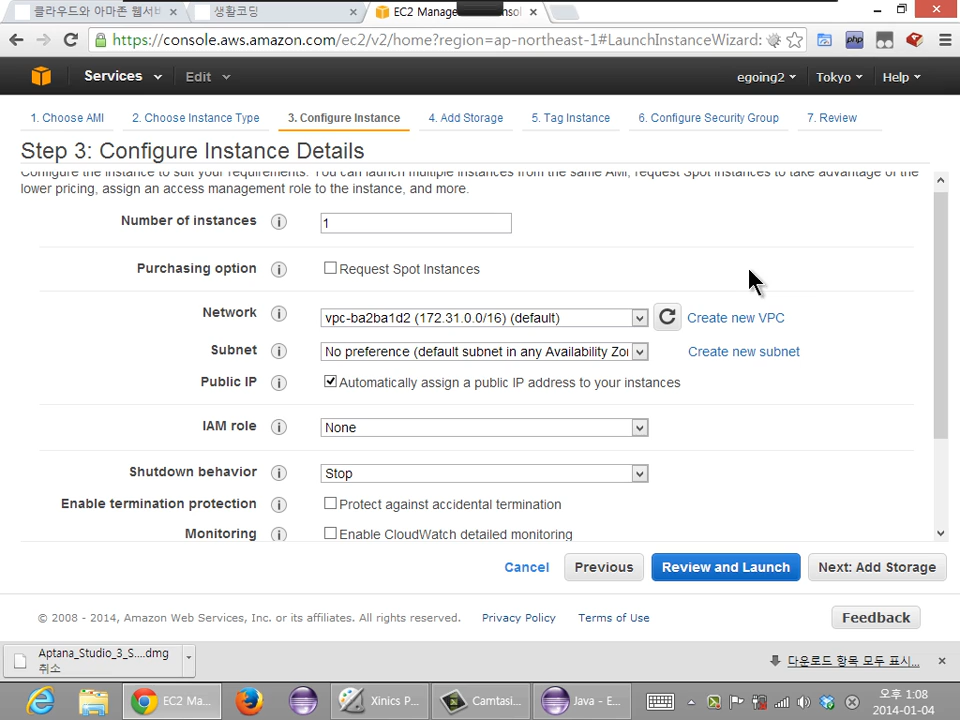 클라우드와 아마존 웹서비
생활코딩
EC2 Manage
https://console.aws.amazon.com/ec2/v2/home?region=ap-northeast-1#LaunchInstanceWizard:
php
Services
Edit
egoing2
Tokyo
Help
1. Choose AMI
2. Choose Instance Type
3. Configure Instance
4. Add Storage
5. Tag Instance
6. Configure Security Group
7. Review
Step 3: Configure Instance Details
Configure the instance to suit your requirements. You can launch multiple instances from the same AMI, request Spot Instances to take advantage of the
lower pricing, assign an access management role to the instance, and more.
Number of instances
1
Purchasing option
Request Spot Instances
Network
vpc-ba2ba1d2 (172.31.0.0/16) (default)
Create new VPC
Subnet
No preference (default subnet in any Availability Zor
Create new subnet
Public IP
Automatically assign a public IP address to your instances
IAM role
None
Shutdown behavior
Stop
Enable termination protection
Protect against accidental termination
Monitoring
Enable CloudWatch detailed monitoring
Cancel
Previous
Review and Launch
Next: Add Storage
© 2008 - 2014, Amazon Web Services, Inc. or its affiliates. All rights reserved.
Privacy Policy
Terms of Use
Feedback
Aptana_Studio_3_S....dmg
취소
다운로드 항목 모두 표시...
EC2 Ma...
Xinics P...
Camtasi...
Java - E...
오후 1:08
2014-01-04